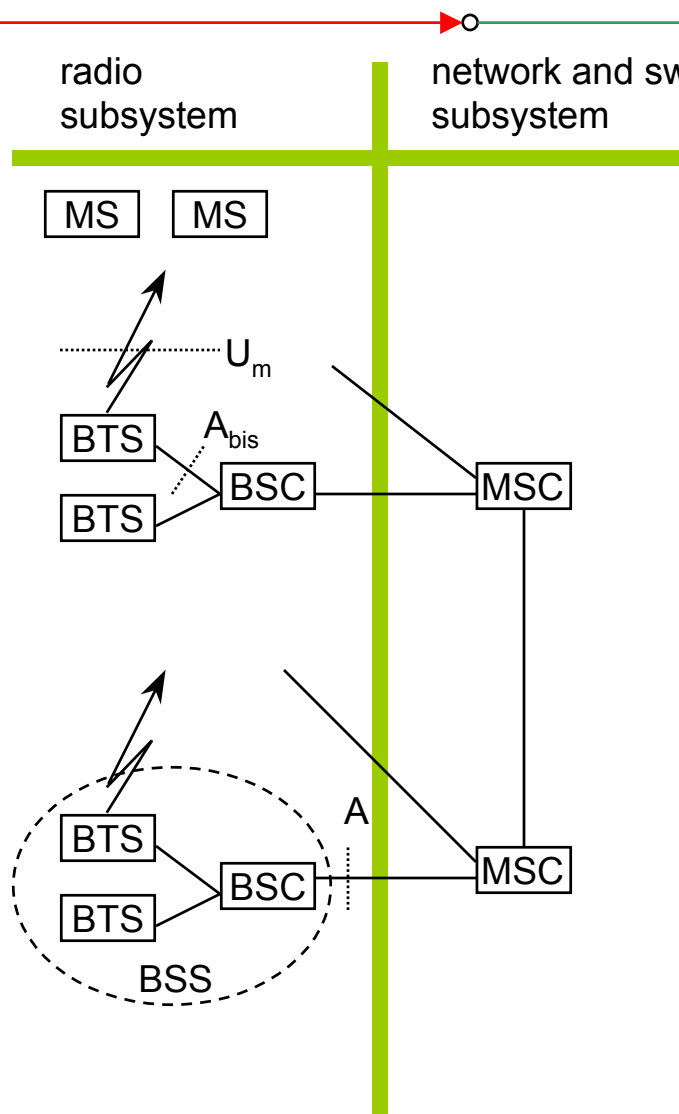 radio
subsystem
network and sw
subsystem
MS MS
Um
BTS
Abis
BSC
MSC
BTS
A
BTS
BSC
MSC
BTS
BSS